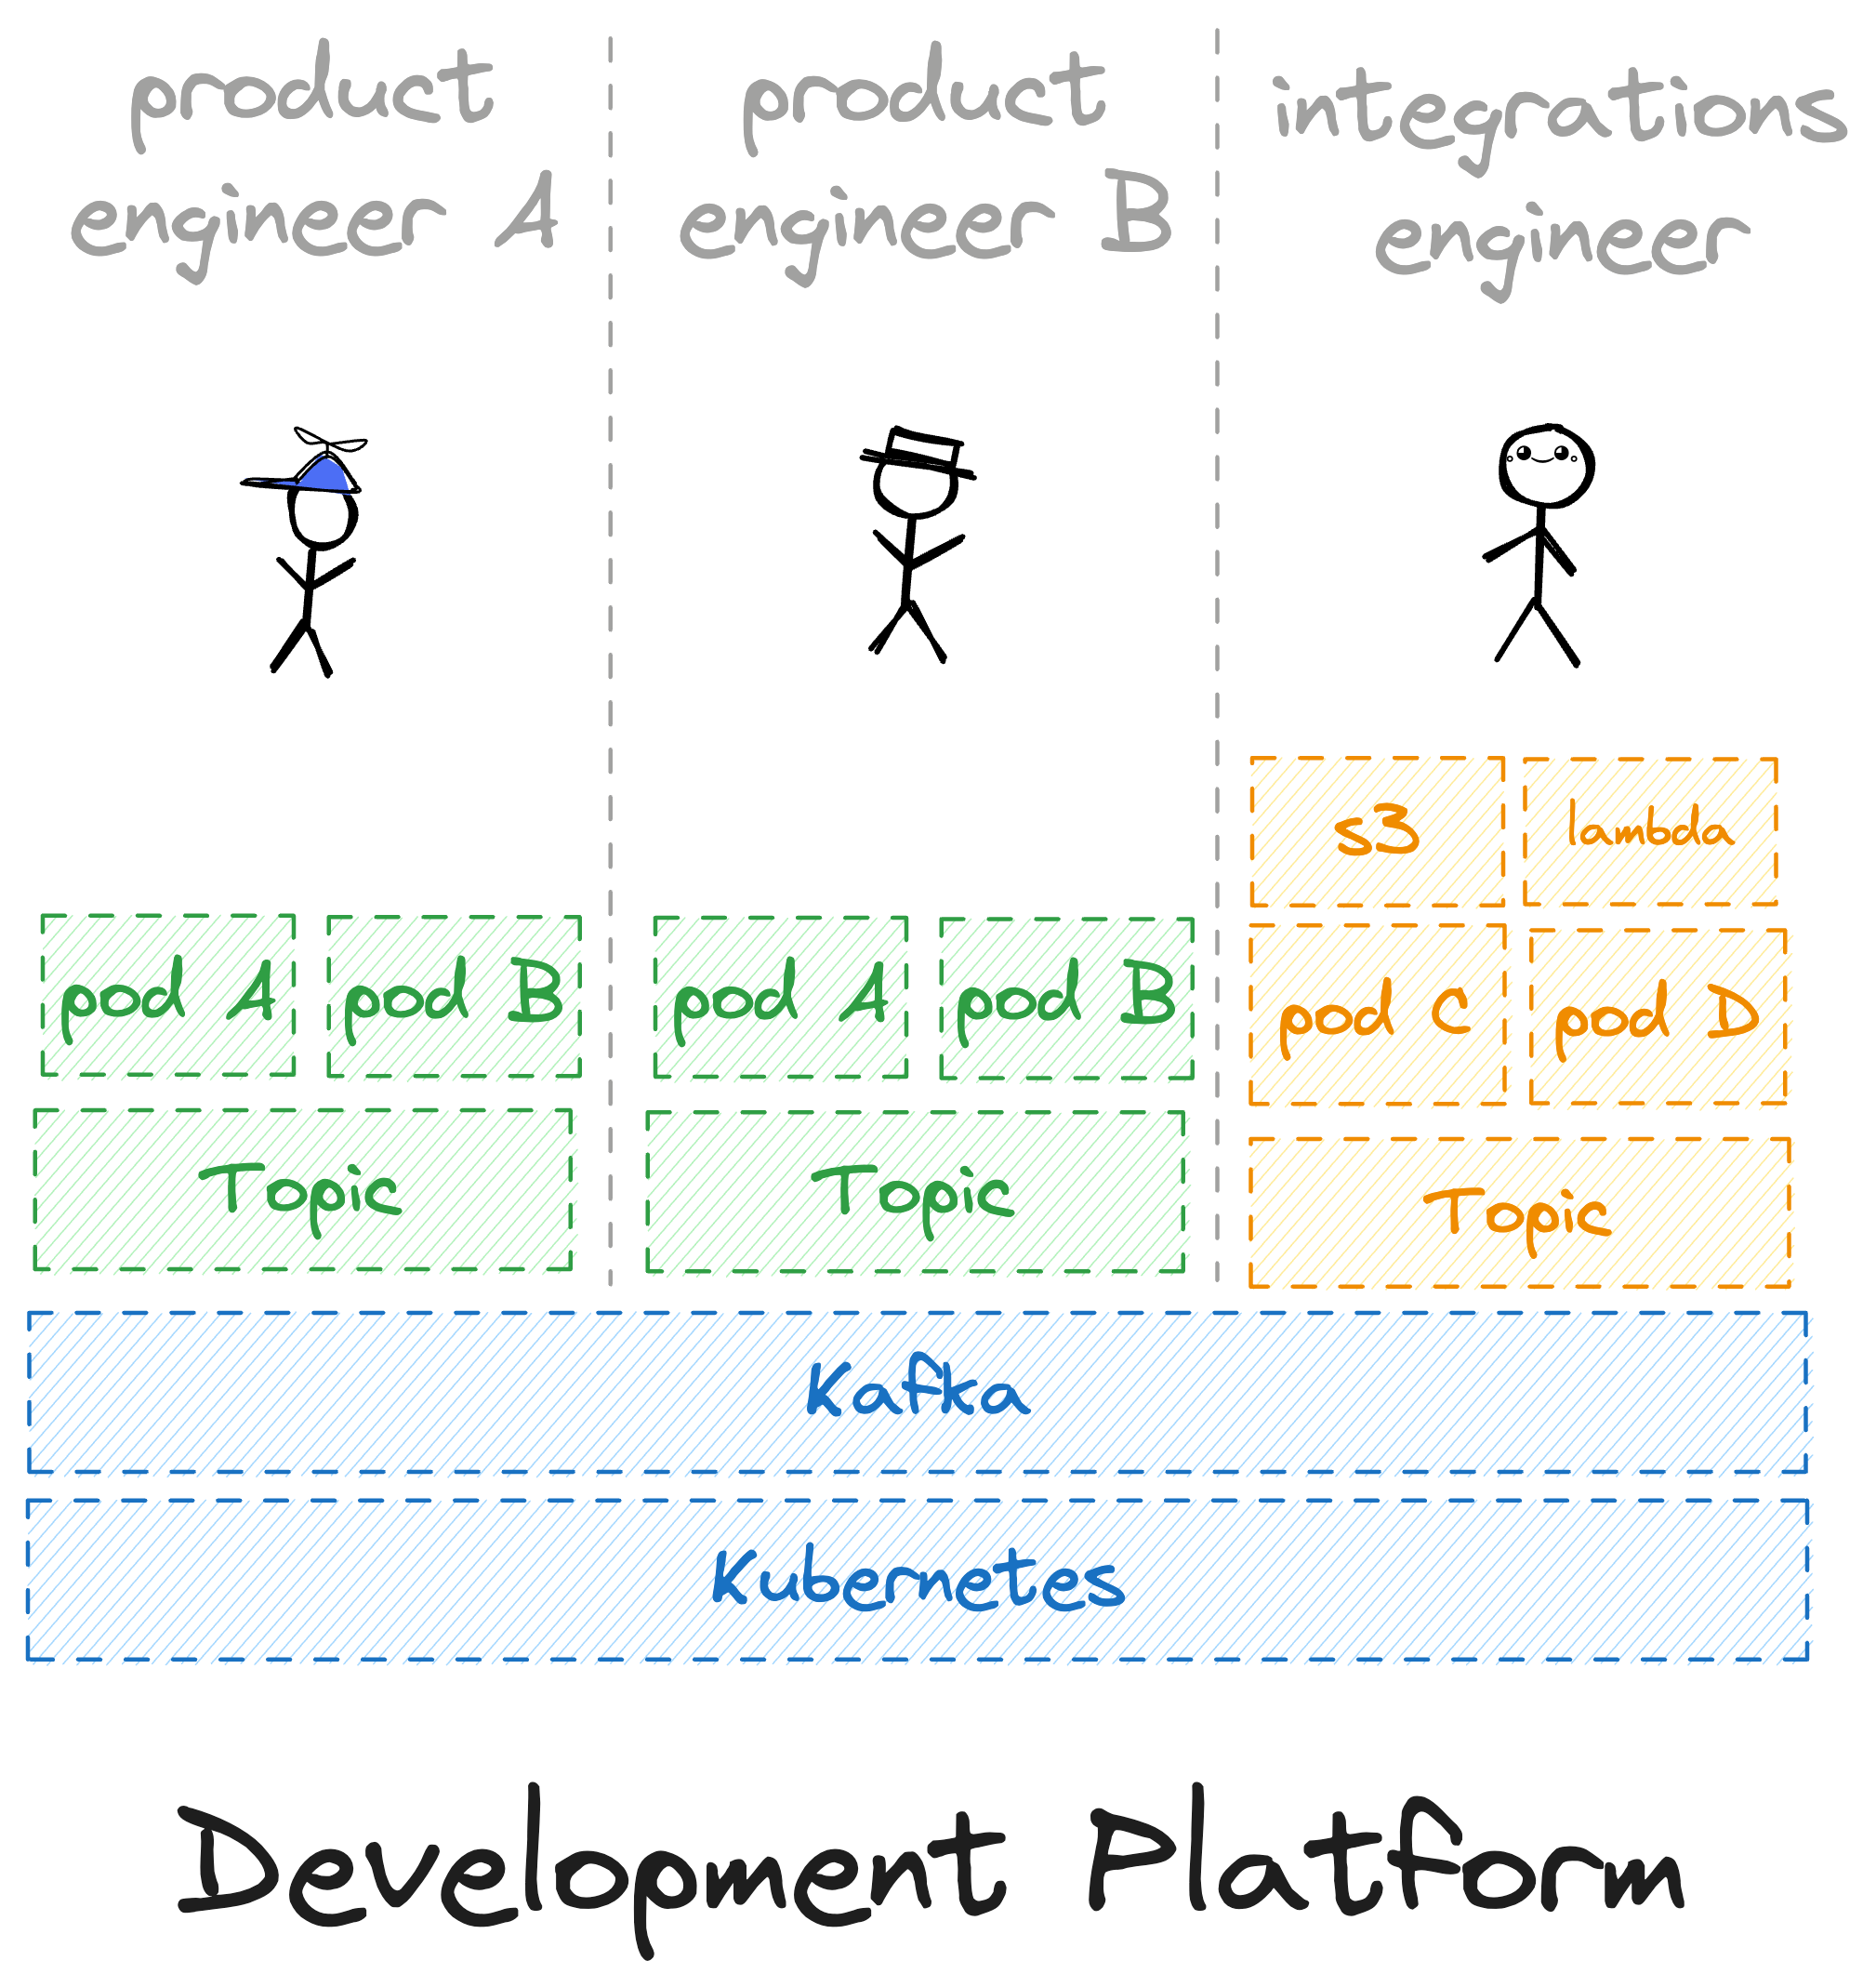 product
engineer A
product
engineer B
integrations
engineer
s3
lambda
pod A
pod B
pod A
pod B
pod C
pod D
Topic
Topic
Topic
Kafka
Kubernetes
Development Platform